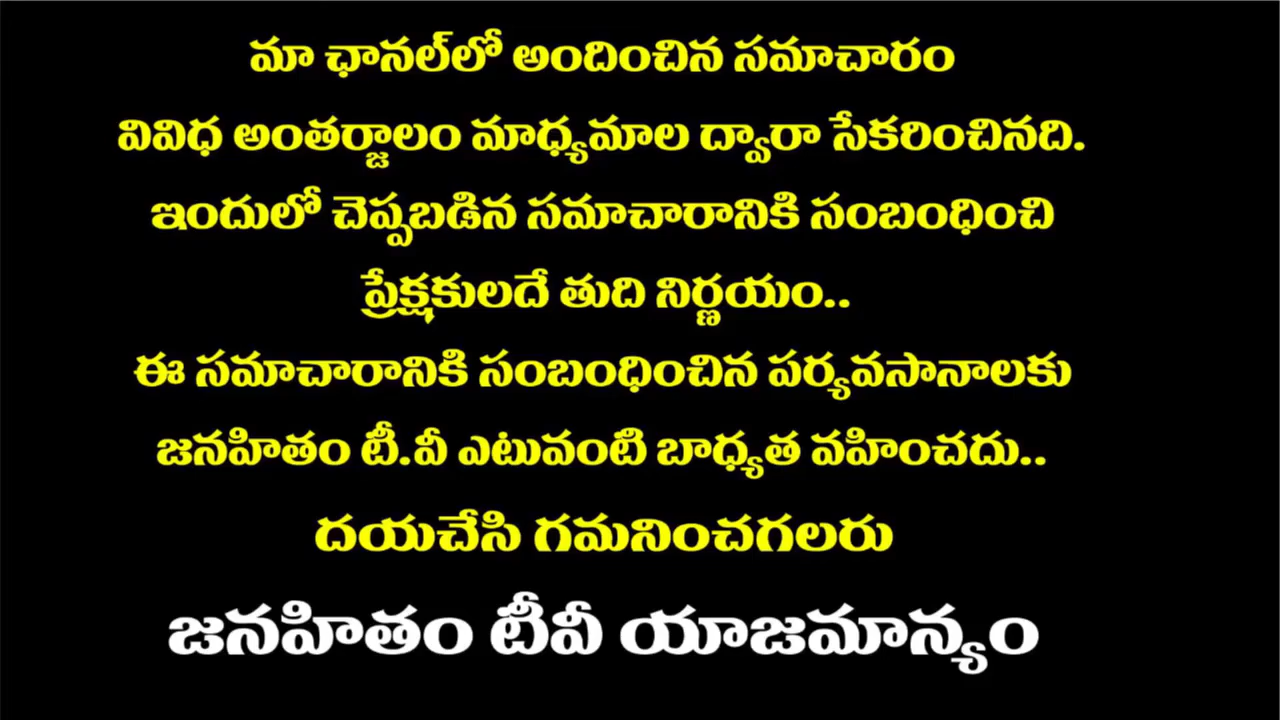 మా ఛానల్‌లో అందించిన సమాచారం
వివిధ అంతర్జాలం మాధ్యమాల ద్వారా సేకరించినది.
ఇందులో చెప్పబడిన సమాచారానికి సంబంధించి
ప్రేక్షకులదే తుది నిర్ణయం..
ఈ సమాచారానికి సంబంధించిన పర్యవసానాలకు
జనహితం టీ.వీ ఎటువంటి బాధ్యత వహించదు..
దయచేసి గమనించగలరు
జనహితం టీవీ యాజమాన్యం